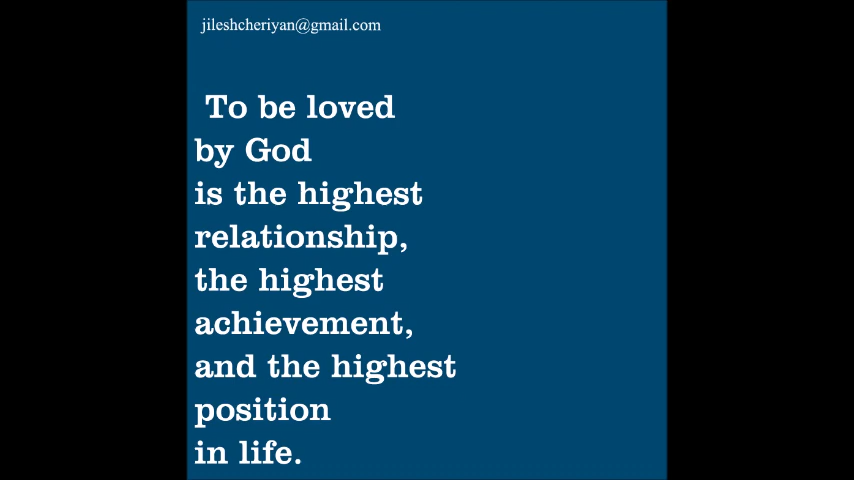 jileshcheriyan@gmail.com
To be loved
by God
is the highest
relationship,
the highest
achievement,
and the highest
position
in life.